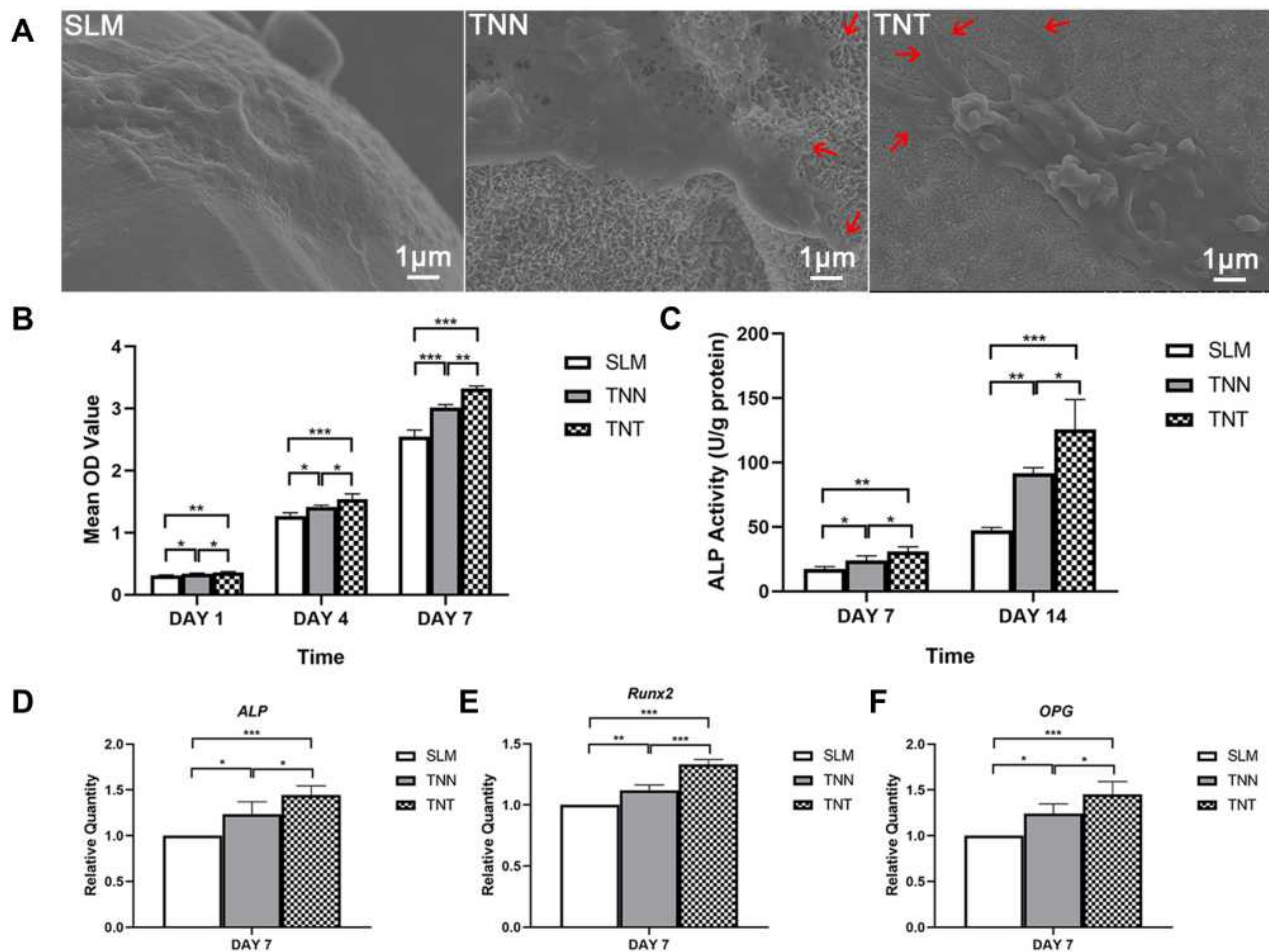 A
SLM
TNN
TNT
1μm
1μm
1μm
B
Mean OD Value
4
3
2
1
0
***
*** **
***
* *
**
* *
DAY 1 DAY 4 DAY 7
Time
SLM
TNN
TNT
C
ALP Activity (U/g protein)
200
150
100
50
0
***
** *
**
* *
DAY 7 DAY 14
Time
SLM
TNN
TNT
D
ALP
Relative Quantity
2.0
1.5
1.0
0.5
0.0
***
* *
DAY 7
SLM
TNN
TNT
E
Runx2
Relative Quantity
1.5
1.0
0.5
0.0
***
** ***
DAY 7
SLM
TNN
TNT
F
OPG
Relative Quantity
2.0
1.5
1.0
0.5
0.0
***
* *
DAY 7
SLM
TNN
TNT